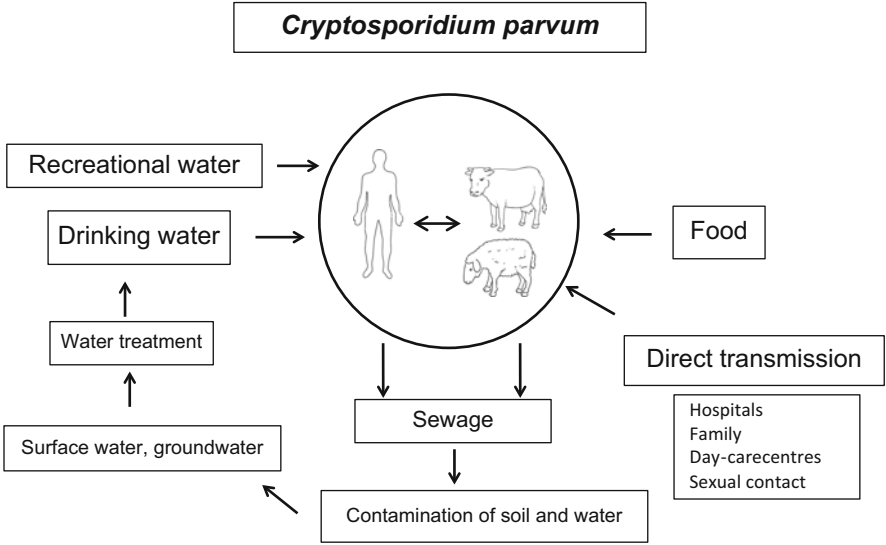 Cryptosporidium parvum
Recreational water
Drinking water
Food
Water treatment
Direct transmission
Hospitals
Family
Day-carecentres
Sexual contact
Sewage
Surface water, groundwater
Contamination of soil and water